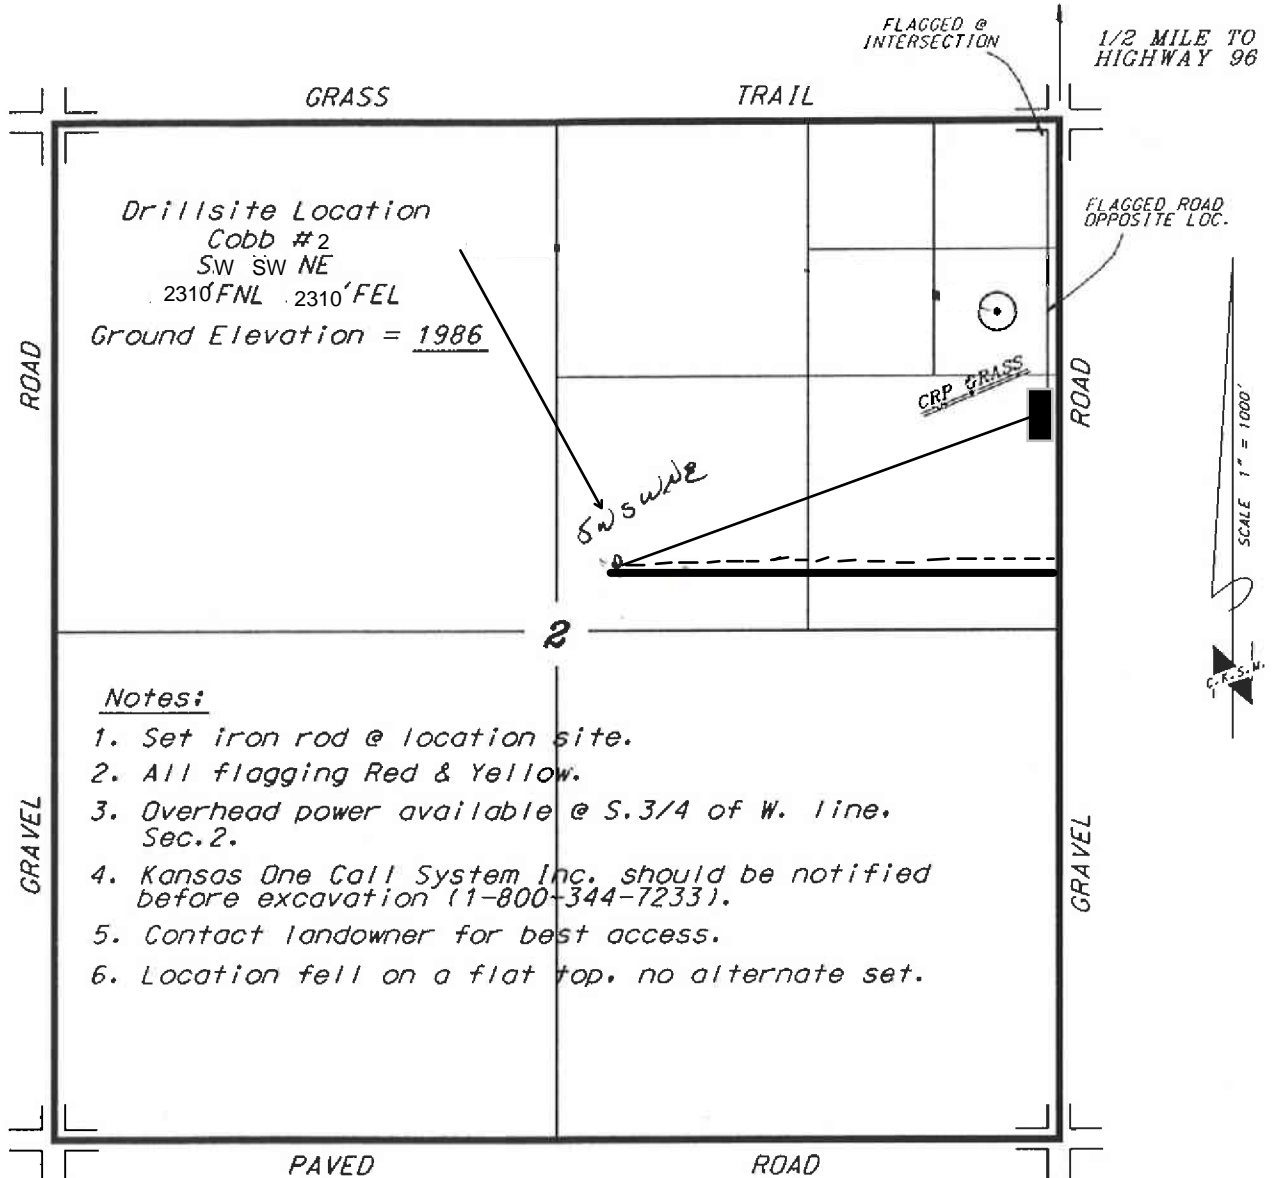 FLAGGED @
INTERSECTION
1/2 MILE TO
HIGHWAY 96
GRASS
TRAIL
Drillsite Location
Cobb #2
SW SW NE
2310'FNL 2310'FEL
Ground Elevation = 1986
FLAGGED ROAD
OPPOSITE LOC.
ROAD
CRP GRASS
ROAD
SCALE 1" = 1000'
SW SW NE
2
C.K.S.W.
Notes:
1. Set iron rod @ location site.
2. All flagging Red & Yellow.
3. Overhead power available @ S.3/4 of W. line,
Sec.2.
4. Kansas One Call System Inc. should be notified
before excavation (1-800-344-7233).
5. Contact landowner for best access.
6. Location fell on a flat top, no alternate set.
GRAVEL
GRAVEL
PAVED
ROAD